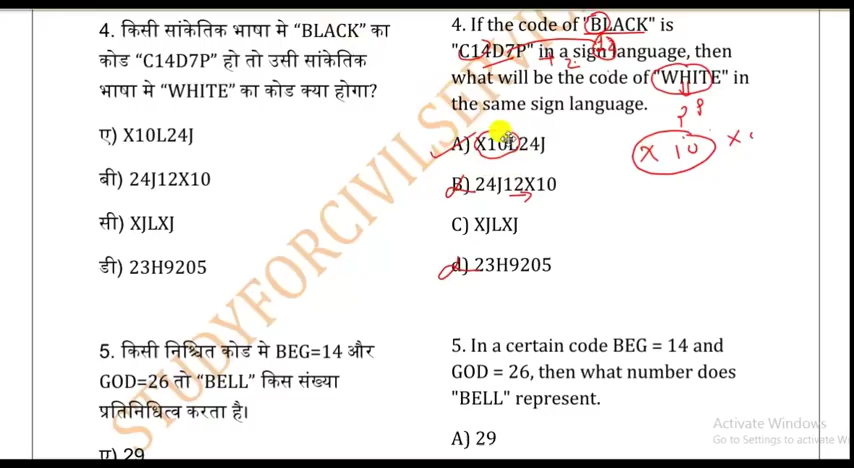 4. किसी सांकेतिक भाषा मे “BLACK” का
कोड “C14D7P” हो तो उसी सांकेतिक
भाषा मे “WHITE” का कोड क्या होगा?
ए) X10L24J
बी) 24J12X10
सी) XJLXJ
डी) 23H9205
5. किसी निश्चित कोड मे BEG=14 और
GOD=26 तो “BELL” किस संख्या
प्रतिनिधित्व करता है।
ए) 29
4. If the code of "BLACK" is
"C14D7P" in a sign language, then
what will be the code of "WHITE" in
the same sign language.
A) X10L24J
B) 24J12X10
C) XJLXJ
d) 23H9205
5. In a certain code BEG = 14 and
GOD = 26, then what number does
"BELL" represent.
A) 29
X 10
STUDYFORCIVILSERVICES
Activate Windows
Go to Settings to activate Win